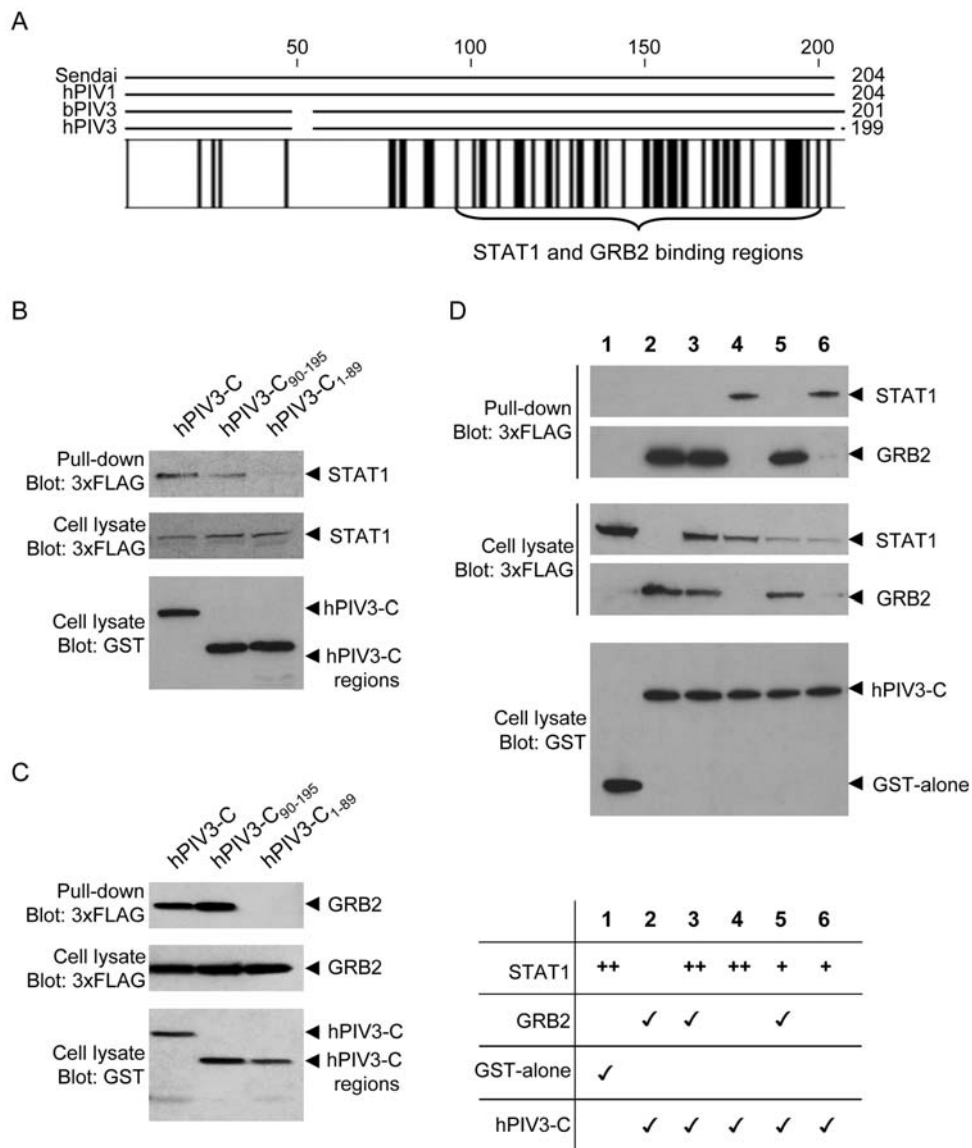 A
50 100 150 200
Sendai 204
hPIV1 204
bPIV3 201
hPIV3 199
STAT1 and GRB2 binding regions
B
hPIV3-C hPIV3-C90-195 hPIV3-C1-89
Pull-down
Blot: 3xFLAG
STAT1
Cell lysate
Blot: 3xFLAG
STAT1
Cell lysate
Blot: GST
hPIV3-C
hPIV3-C
regions
C
hPIV3-C hPIV3-C90-195 hPIV3-C1-89
Pull-down
Blot: 3xFLAG
GRB2
Cell lysate
Blot: 3xFLAG
GRB2
Cell lysate
Blot: GST
hPIV3-C
hPIV3-C
regions
D
1 2 3 4 5 6
Pull-down
Blot: 3xFLAG
STAT1
GRB2
Cell lysate
Blot: 3xFLAG
STAT1
GRB2
Cell lysate
Blot: GST
hPIV3-C
GST-alone
1 2 3 4 5 6
STAT1 ++ ++ ++ + +
GRB2 ✓ ✓ ✓
GST-alone ✓
hPIV3-C ✓ ✓ ✓ ✓ ✓